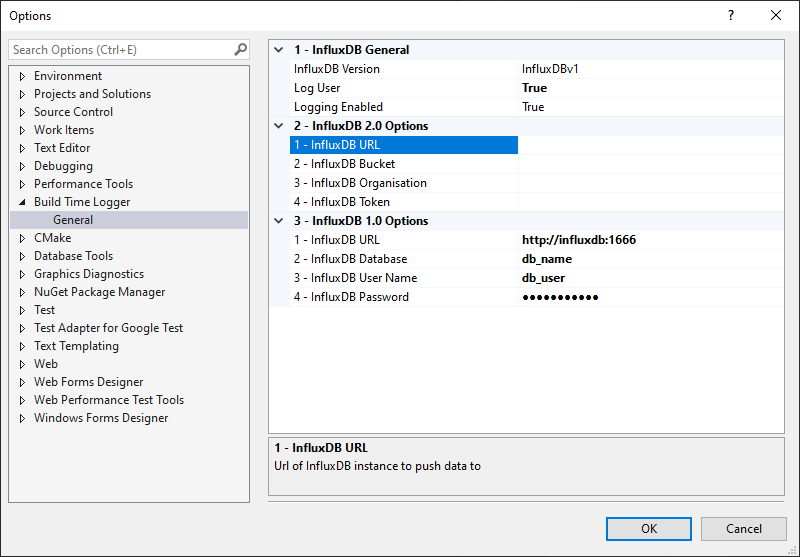 Options
?
Search Options (Ctrl+E)
Environment
Projects and Solutions
Source Control
Work Items
Text Editor
Debugging
Performance Tools
Build Time Logger
General
CMake
Database Tools
Graphics Diagnostics
NuGet Package Manager
Test
Test Adapter for Google Test
Text Templating
Web
Web Forms Designer
Web Performance Test Tools
Windows Forms Designer
1 - InfluxDB General
InfluxDB Version InfluxDBv1
Log User True
Logging Enabled True
2 - InfluxDB 2.0 Options
1 - InfluxDB URL
2 - InfluxDB Bucket
3 - InfluxDB Organisation
4 - InfluxDB Token
3 - InfluxDB 1.0 Options
1 - InfluxDB URL http://influxdb:1666
2 - InfluxDB Database db_name
3 - InfluxDB User Name db_user
4 - InfluxDB Password ●●●●●●●●●●●
1 - InfluxDB URL
Url of InfluxDB instance to push data to
OK Cancel